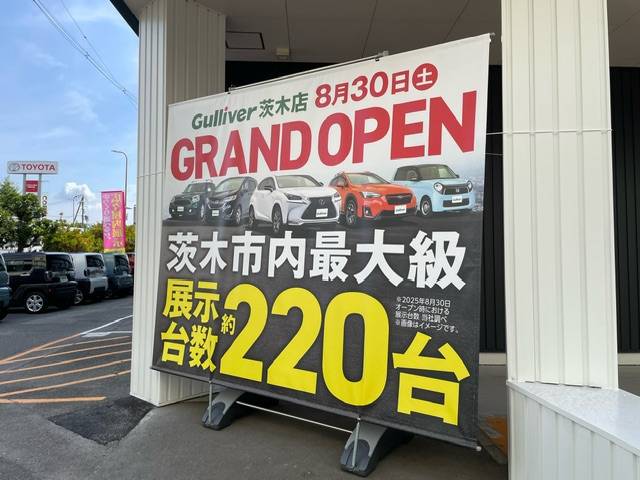 Gulliver 茨木店 8月30日土
GRAND OPEN
茨木市内最大級
展示台数 約220台
※2025年8月30日
オープン時における
展示台数 当社調べ
※画像はイメージです。
TOYOTA